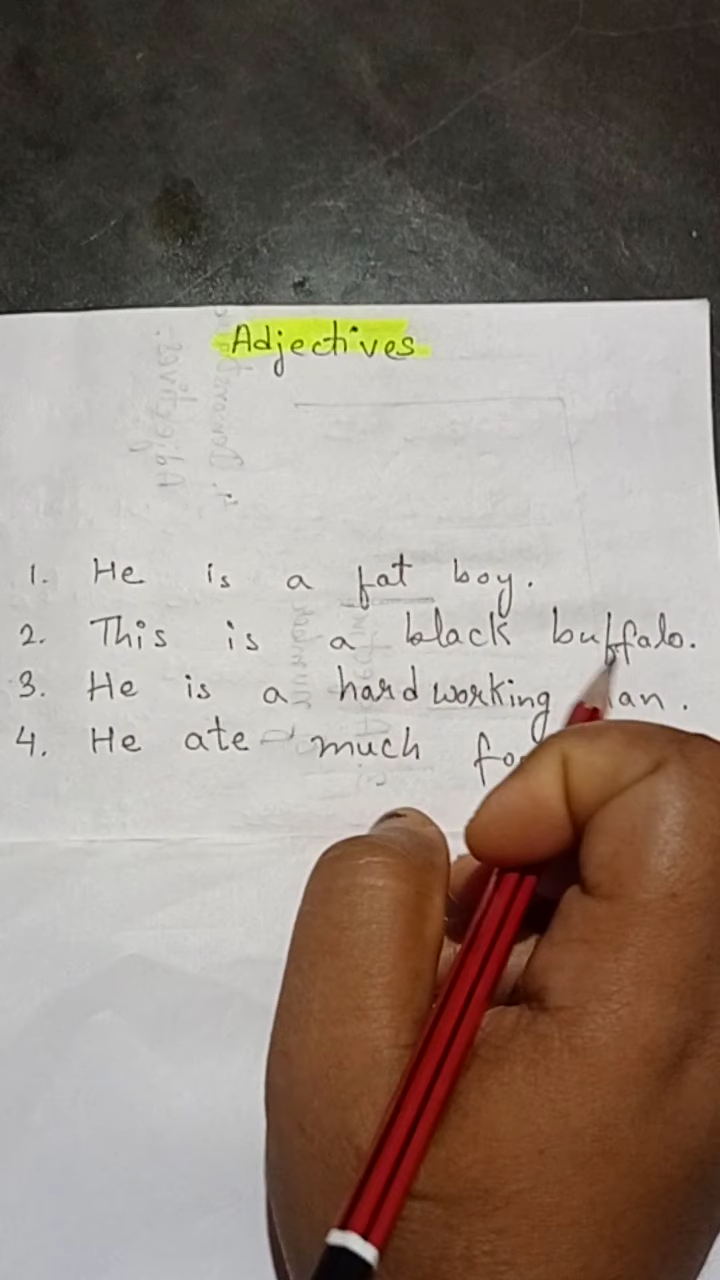 Adjectives
1. He is a fat boy.
2. This is a black buffalo.
3. He is a hard working
4. He ate much